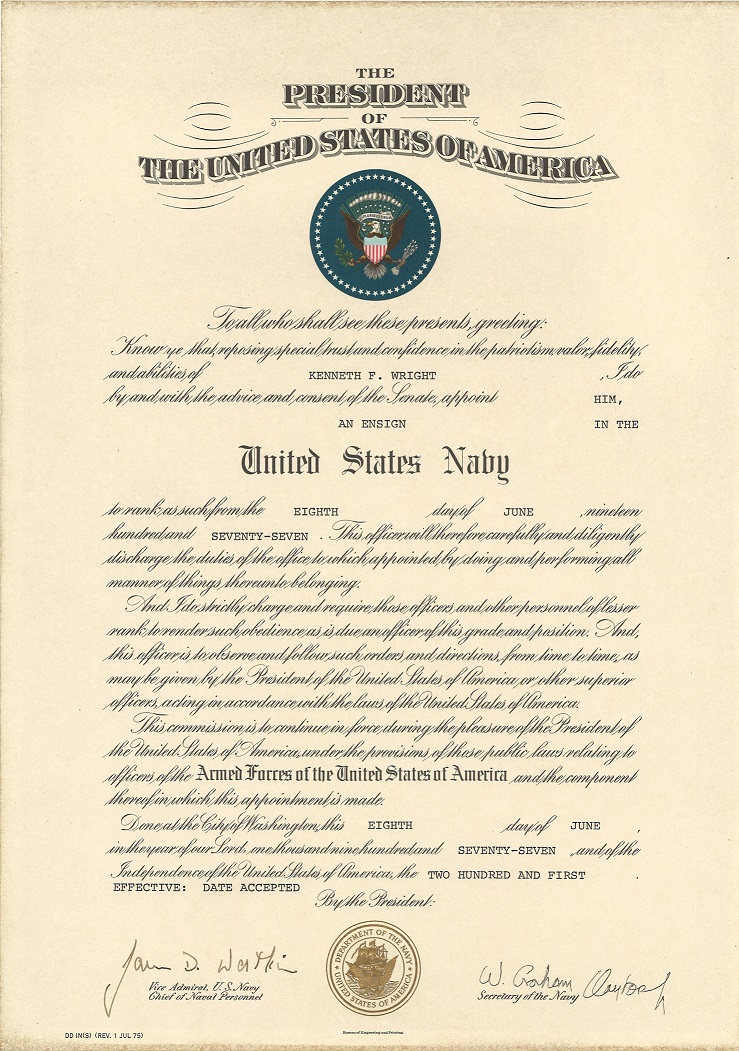 THE
PRESIDENT
OF
THE UNITED STATES OF AMERICA
To all who shall see these presents, greeting:
Know ye that, reposing special trust and confidence in the patriotism, valor, fidelity
and abilities of KENNETH F. WRIGHT , I do
by and with, the advice and consent of the Senate, appoint HIM,
AN ENSIGN IN THE
United States Navy
to rank as such from the EIGHTH day of JUNE , nineteen
hundred and SEVENTY-SEVEN . This officer will therefore carefully and diligently
discharge the duties of the office to which appointed by doing and performing all
manner of things thereunto belonging.
And I do strictly charge and require those officers and other personnel of lesser
rank to render such obedience as is due an officer of this grade and position. And,
this officer is to observe and follow such orders and directions, from time to time, as
may be given by the President of the United States of America or other superior
officers, acting in accordance with the laws of the United States of America.
This commission is to continue in force during the pleasure of the President of
the United States of America, under the provisions of those public laws relating to
officers of the Armed Forces of the United States of America and the component
thereof in which this appointment is made.
Done at the City of Washington, this EIGHTH day of JUNE ,
in the year of our Lord, one thousand nine hundred and SEVENTY-SEVEN , and of the
Independence of the United States of America, the TWO HUNDRED AND FIRST .
EFFECTIVE: DATE ACCEPTED
By the President:
DEPARTMENT OF THE NAVY
UNITED STATES OF AMERICA
James D. Watkins
Vice Admiral, U.S. Navy
Chief of Naval Personnel
W. Graham Claytor Jr
Secretary of the Navy
DD IN(S) (REV. 1 JUL 75)
Bureau of Engraving and Printing